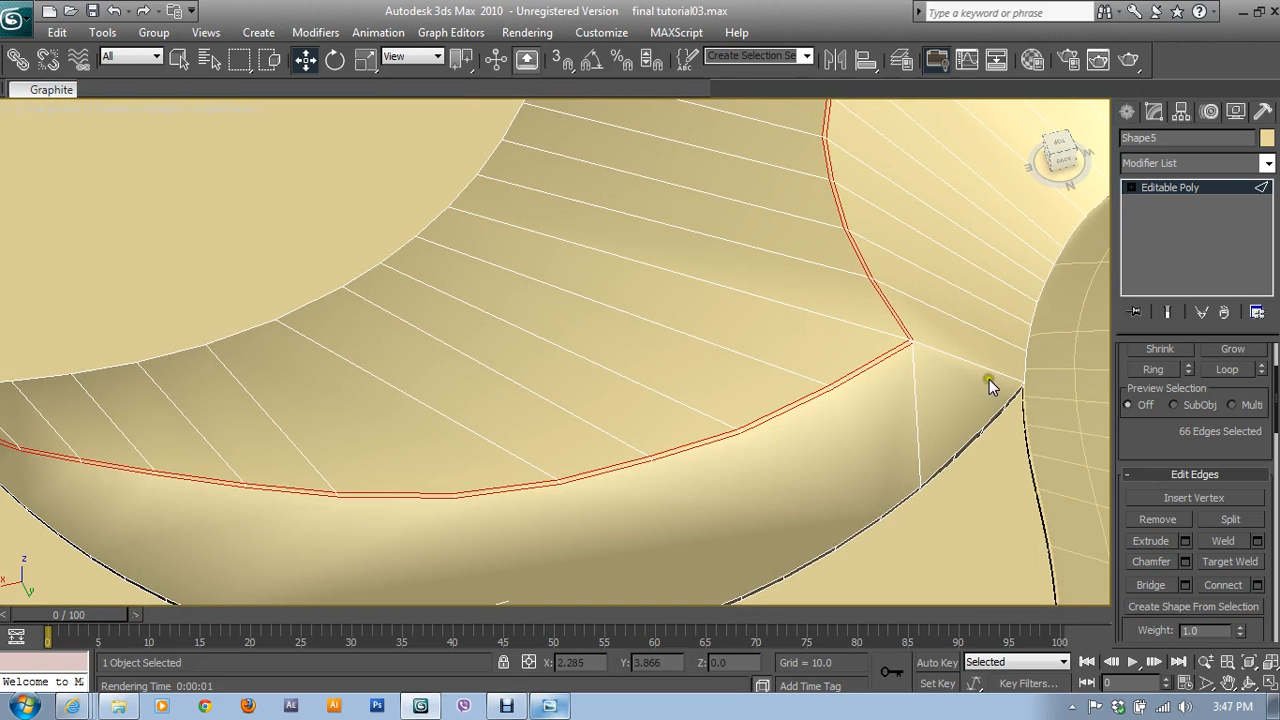 Autodesk 3ds Max 2010 - Unregistered Version final tutorial03.max
Type a keyword or phrase
Edit Tools Group Views Create Modifiers Animation Graph Editors Rendering Customize MAXScript Help
All View Create Selection Se
Graphite
Shape5
Modifier List
Editable Poly
Shrink Grow
Ring Loop
Preview Selection
Off SubObj Multi
66 Edges Selected
- Edit Edges
Insert Vertex
Remove Split
Extrude Weld
Chamfer Target Weld
Bridge Connect
Create Shape From Selection
Weight: 1.0
z
x
y
< 0 / 100 >
0 5 10 15 20 25 30 35 40 45 50 55 60 65 70 75 80 85 90 95 100
1 Object Selected X: 2.285 Y: 3.866 Z: 0.0 Grid = 10.0 Auto Key Selected
Welcome to M Rendering Time 0:00:01 Add Time Tag Set Key Key Filters... 0
3:47 PM